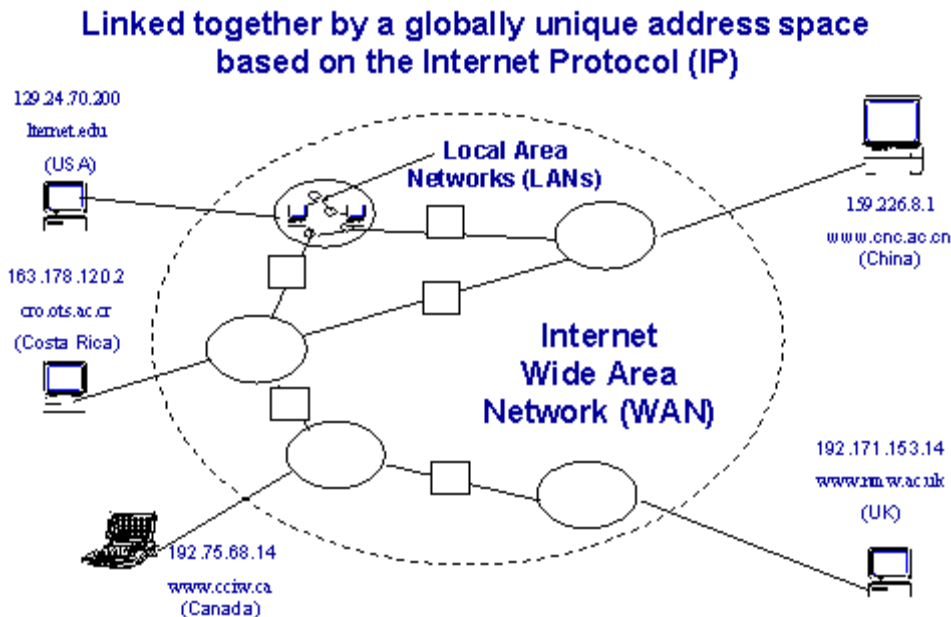 Linked together by a globally unique address space
based on the Internet Protocol (IP)
129.24.70.200
lternet.edu
(USA)
Local Area
Networks (LANs)
159.226.8.1
www.cnc.ac.cn
(China)
163.178.120.2
cro.ots.ac.cr
(Costa Rica)
Internet
Wide Area
Network (WAN)
192.171.153.14
(UK)
192.75.68.14
www.cciw.ca
(Canada)